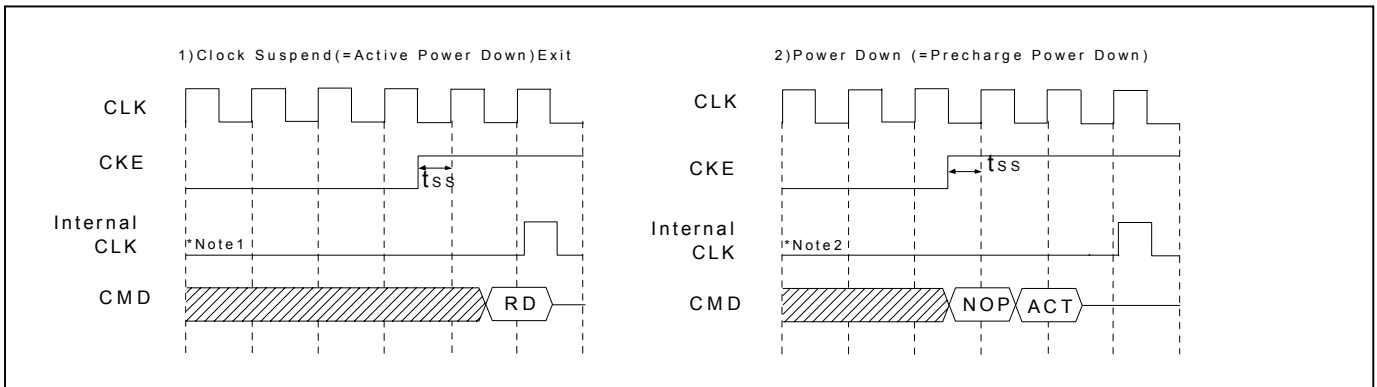 1)Clock Suspend(=Active Power Down)Exit
CLK
CKE
tss
Internal
CLK
*Note1
CMD
RD
2)Power Down (=Precharge Power Down)
CLK
CKE
tss
Internal
CLK
*Note2
CMD
NOP
ACT